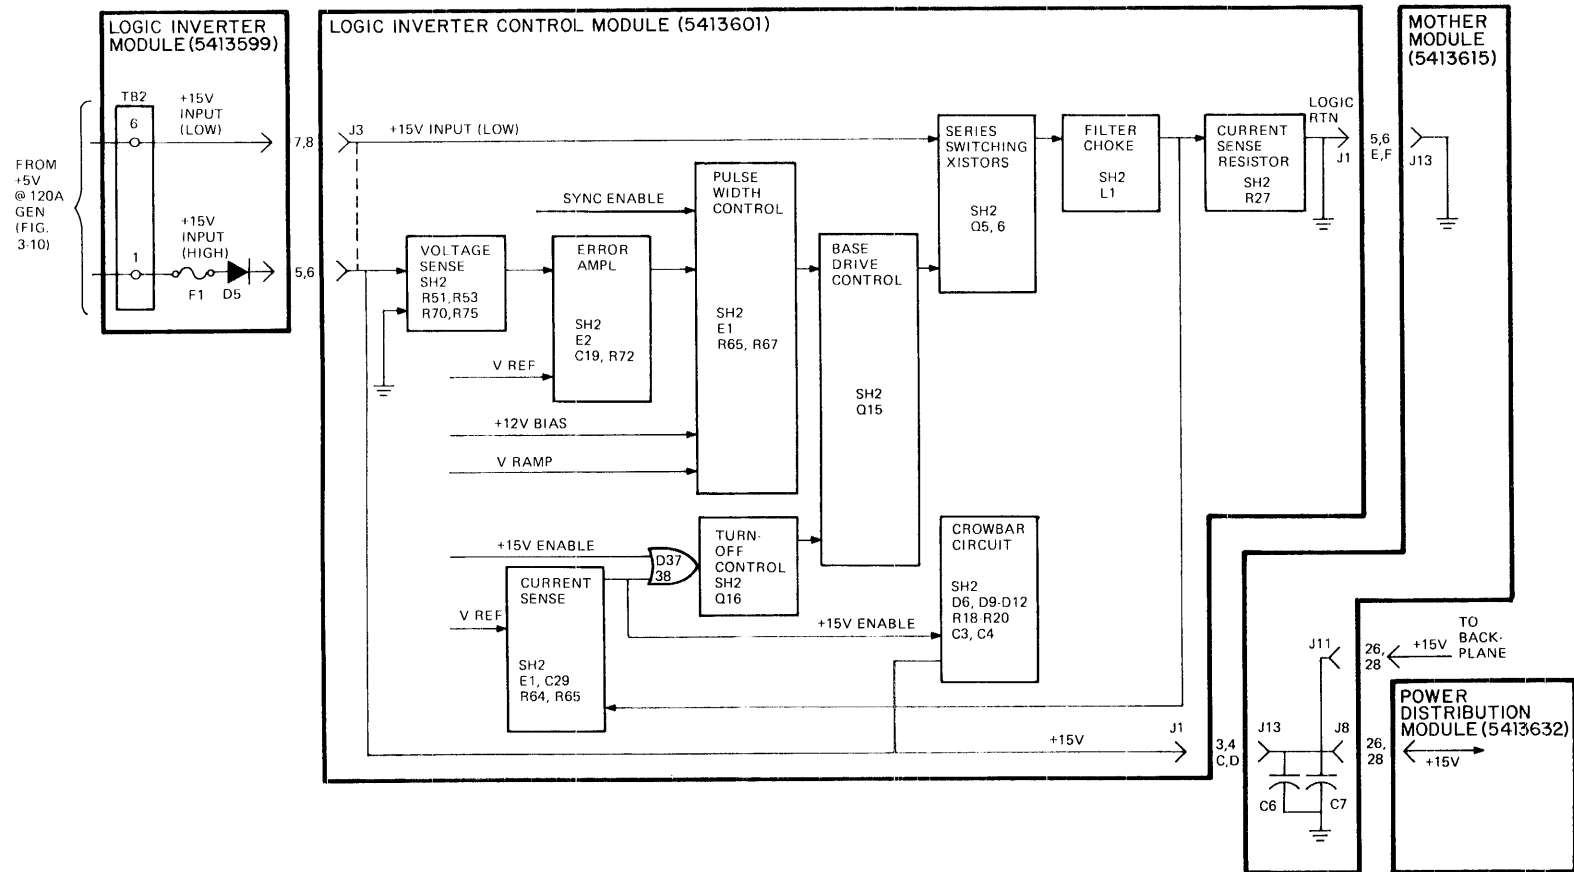 LOGIC INVERTER
MODULE (5413599)
TB2
+15V
INPUT
(LOW)
6
FROM
+5V
@ 120A
GEN
(FIG.
3-10)
+15V
INPUT
(HIGH)
1
F1
D5
7,8
5,6
LOGIC INVERTER CONTROL MODULE (5413601)
J3
+15V INPUT (LOW)
VOLTAGE
SENSE
SH2
R51,R53
R70,R75
ERROR
AMPL
SH2
E2
C19, R72
SYNC ENABLE
V REF
+12V BIAS
V RAMP
PULSE
WIDTH
CONTROL
SH2
E1
R65, R67
BASE
DRIVE
CONTROL
SH2
Q15
SERIES
SWITCHING
XISTORS
SH2
Q5, 6
FILTER
CHOKE
SH2
L1
CURRENT
SENSE
RESISTOR
SH2
R27
LOGIC
RTN
J1
5,6
E,F
+15V ENABLE
D37
38
TURN-
OFF
CONTROL
SH2
Q16
V REF
CURRENT
SENSE
SH2
E1, C29
R64, R65
+15V ENABLE
CROWBAR
CIRCUIT
SH2
D6, D9-D12
R18-R20
C3, C4
+15V
J1
3,4
C,D
MOTHER
MODULE
(5413615)
J13
J11
26,
28
+15V
TO
BACK-
PLANE
J13
J8
26,
28
C6
C7
POWER
DISTRIBUTION
MODULE (5413632)
+15V